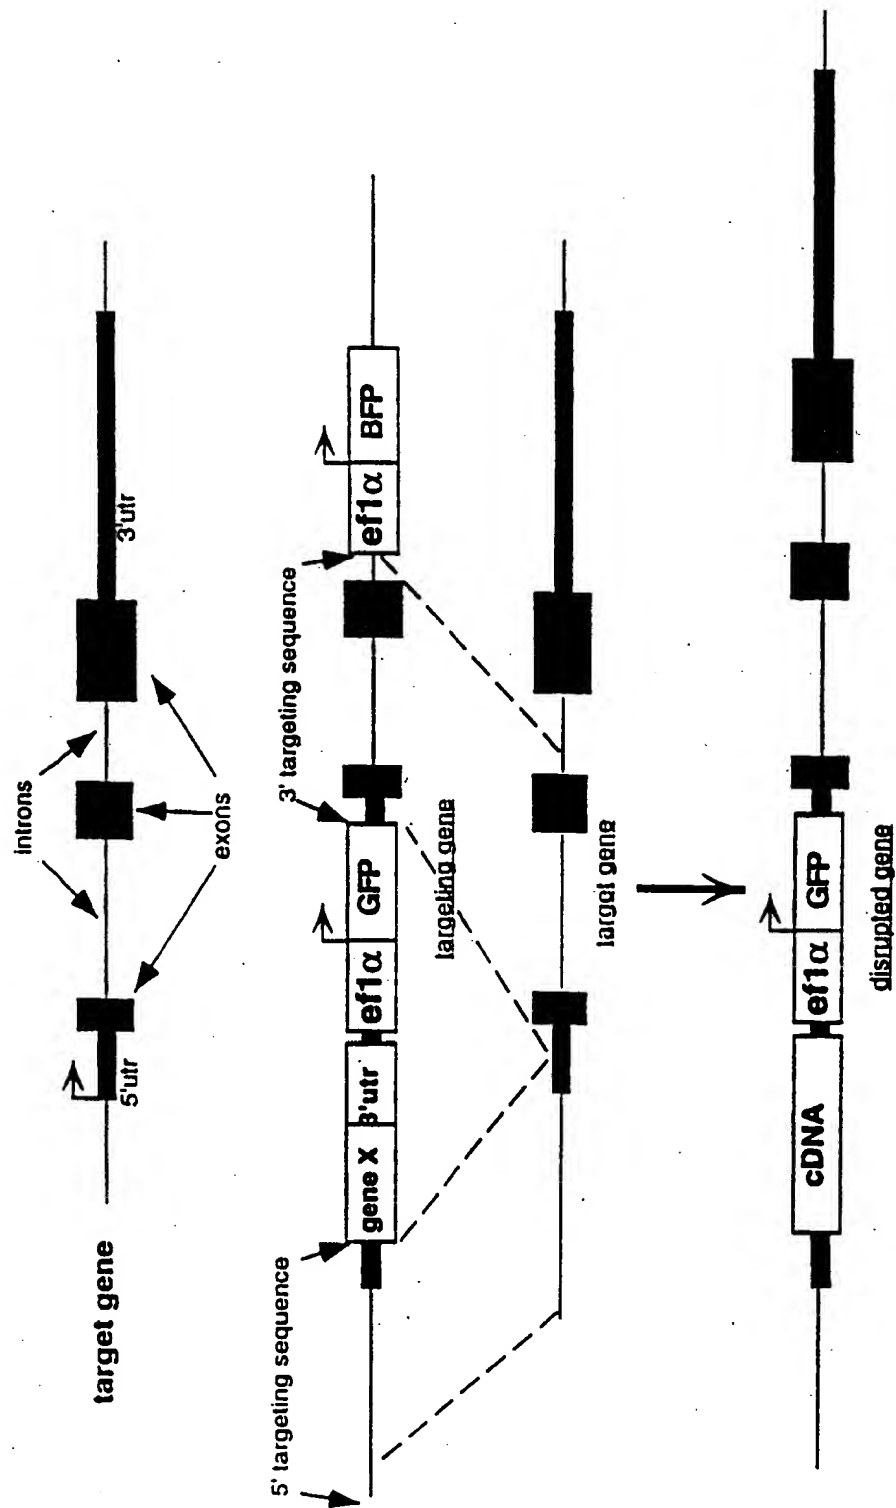 target gene
introns
5'utr
exons
3'utr
5' targeting sequence
3' targeting sequence
gene X 3'utr ef1α GFP ef1α BFP
targeting gene
target gene
cDNA ef1α GFP
disrupted gene